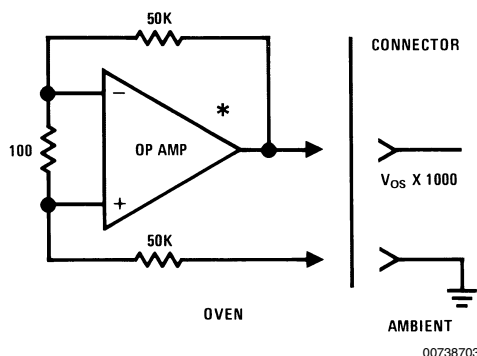 50K
CONNECTOR
−
*
100
OP AMP
V_OS X 1000
+
50K
OVEN
AMBIENT
00738703